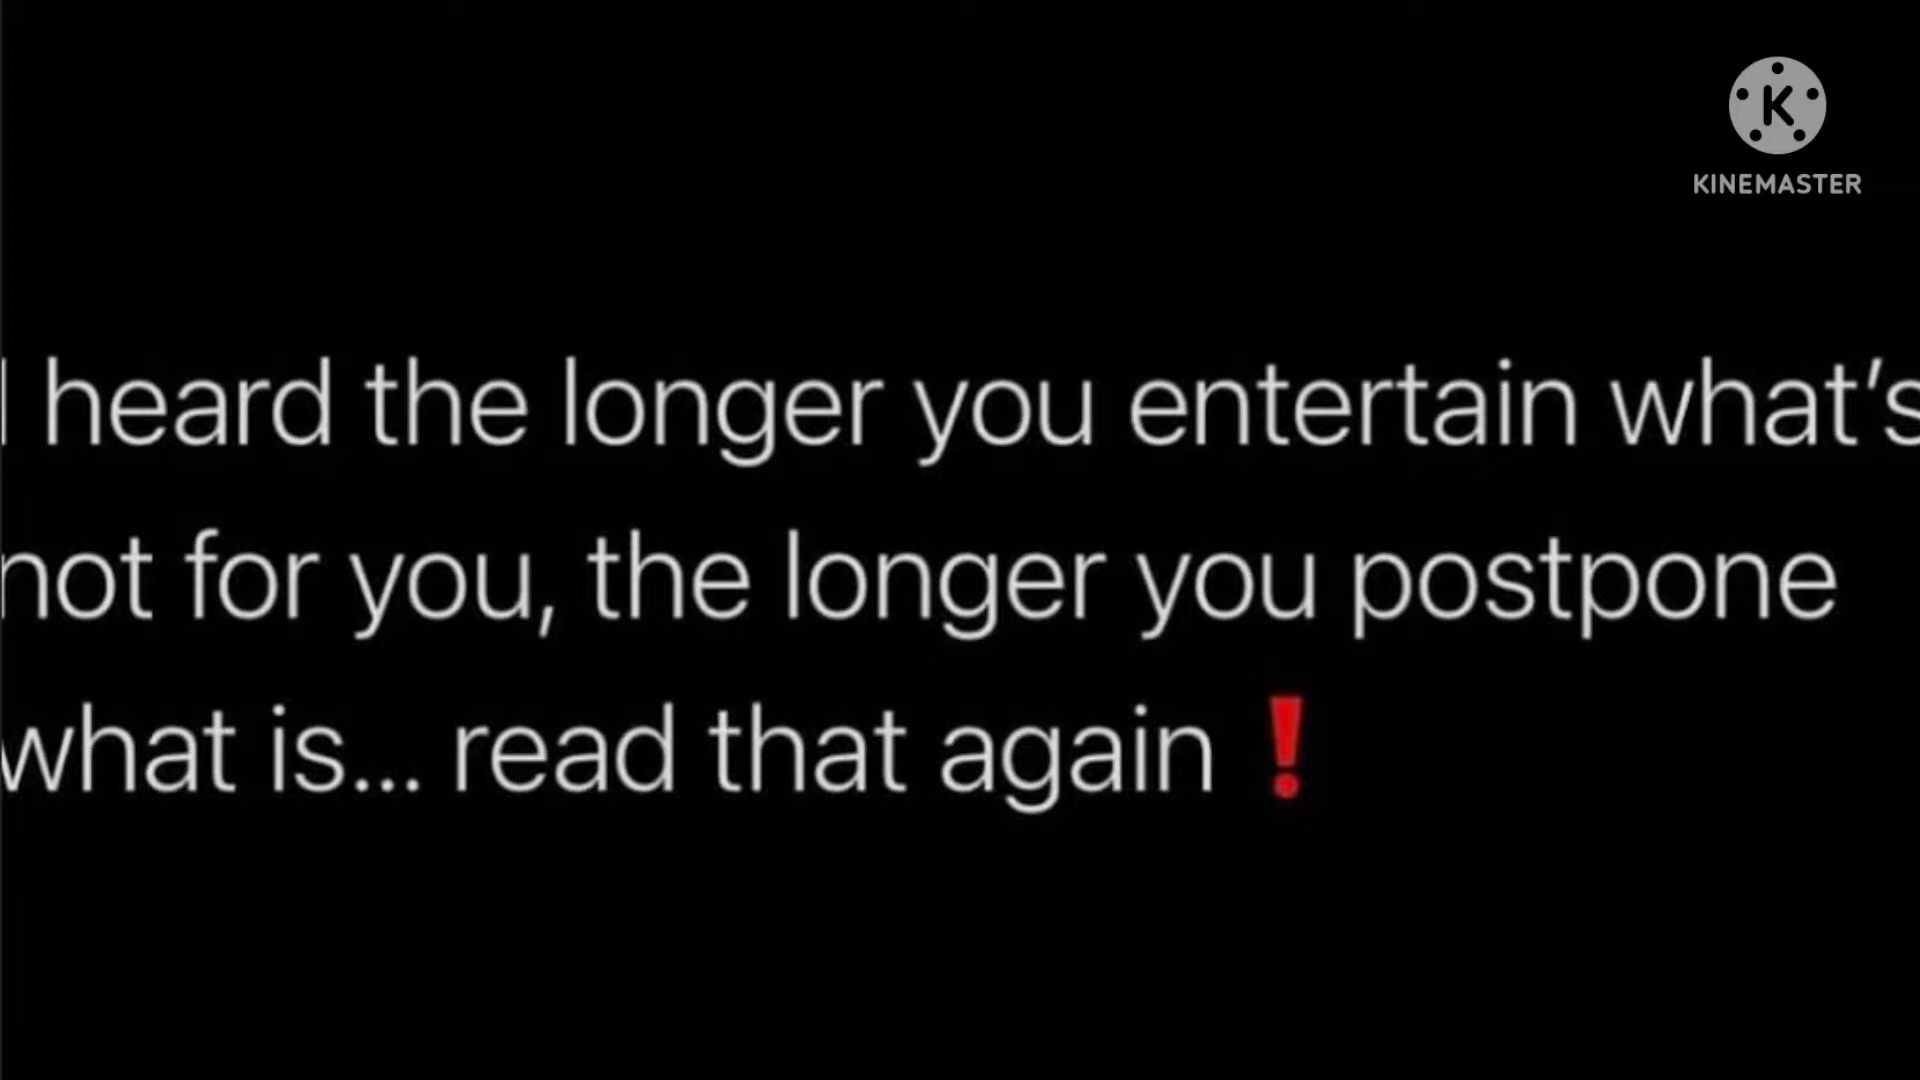 K
KINEMASTER
I heard the longer you entertain what's
not for you, the longer you postpone
what is... read that again❗